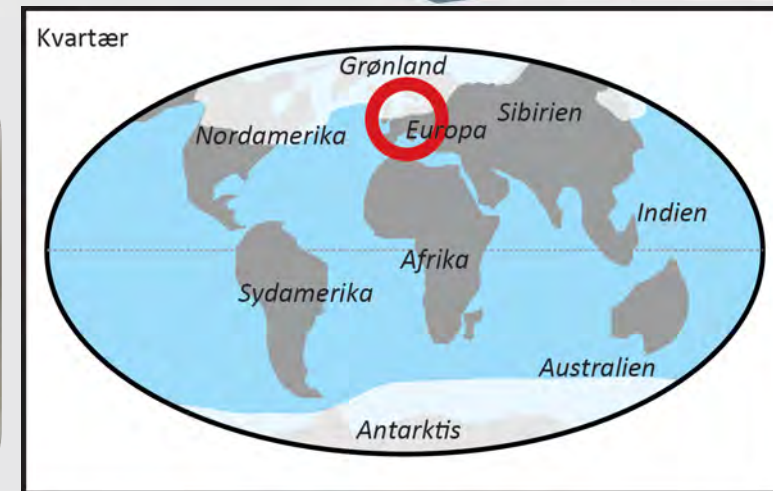 Kvartær
Grønland
Nordamerika
Europa
Sibirien
Indien
Afrika
Sydamerika
Australien
Antarktis